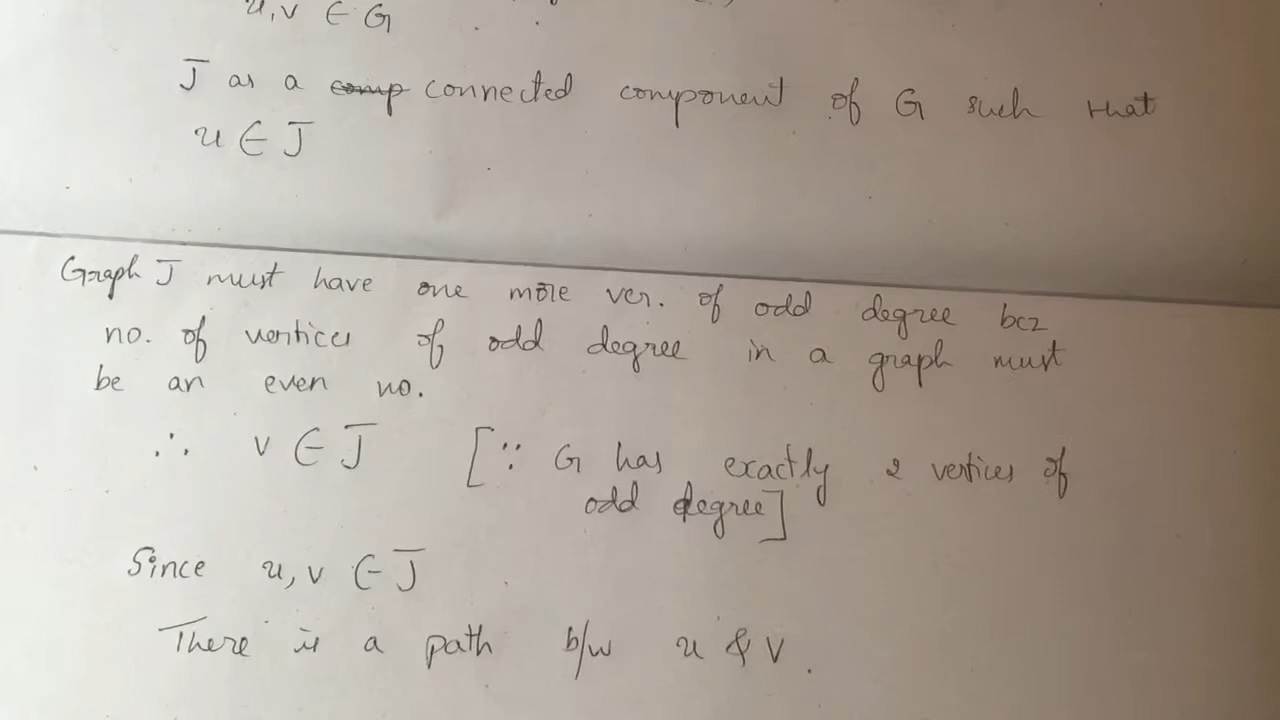 u, v ∈ G
J as a comp connected component of G such that
u ∈ J
Graph J must have one more ver. of odd degree bcz
no. of vertices of odd degree in a graph must
be an even no.
∴ v ∈ J [∵ G has exactly 2 vertices of
odd degree]
Since u, v ∈ J
There is a path b/w u & v.